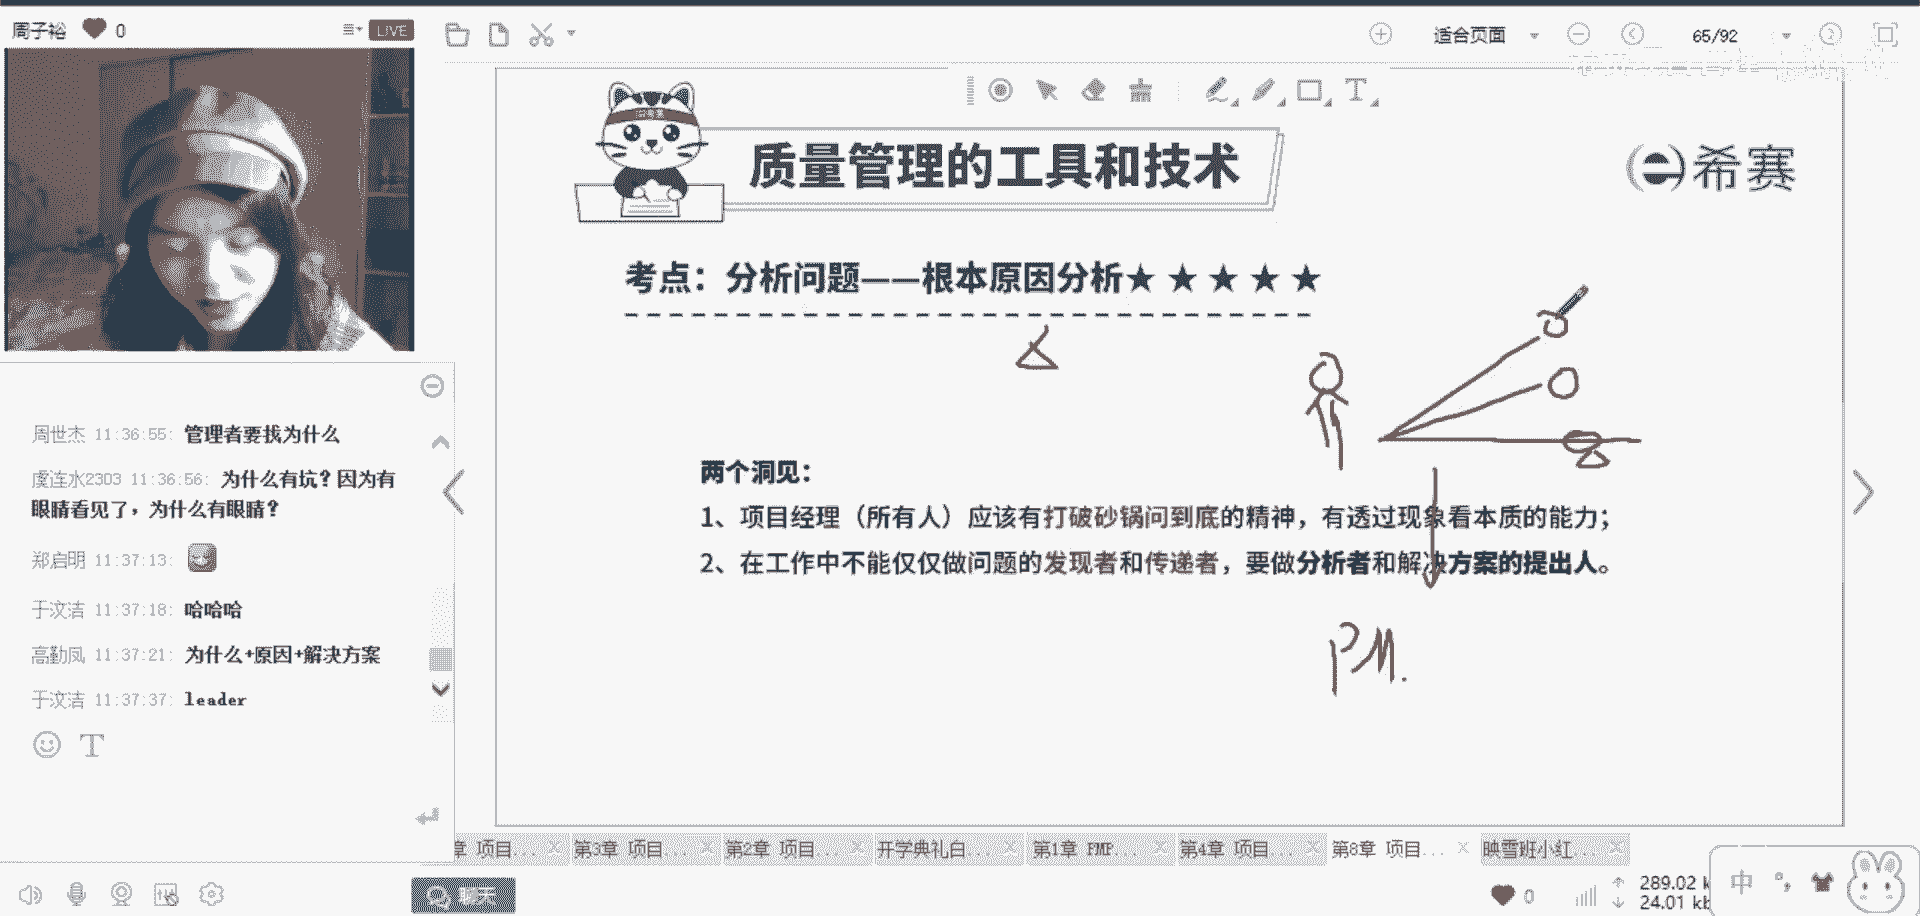 周子裕 0 LIVE
适合页面 65/92
质量管理的工具和技术
希赛
考点：分析问题——根本原因分析★★★★★
两个洞见：
1、项目经理（所有人）应该有打破砂锅问到底的精神，有透过现象看本质的能力；
2、在工作中不能仅仅做问题的发现者和传递者，要做分析者和解决方案的提出人。
PM.
周世杰 11:36:55: 管理者要找为什么
虞连水2303 11:36:56: 为什么有坑？因为有
眼睛看见了，为什么有眼睛？
郑启明 11:37:13:
于汶洁 11:37:18: 哈哈哈
高勤凤 11:37:21: 为什么+原因+解决方案
于汶洁 11:37:37: leader
章 项目... 第3章 项目... 第2章 项目... 开学典礼白... 第1章 PMP... 第4章 项目... 第8章 项目... 映雪班小红...
聊天
0 289.02 k
24.01 kb
中